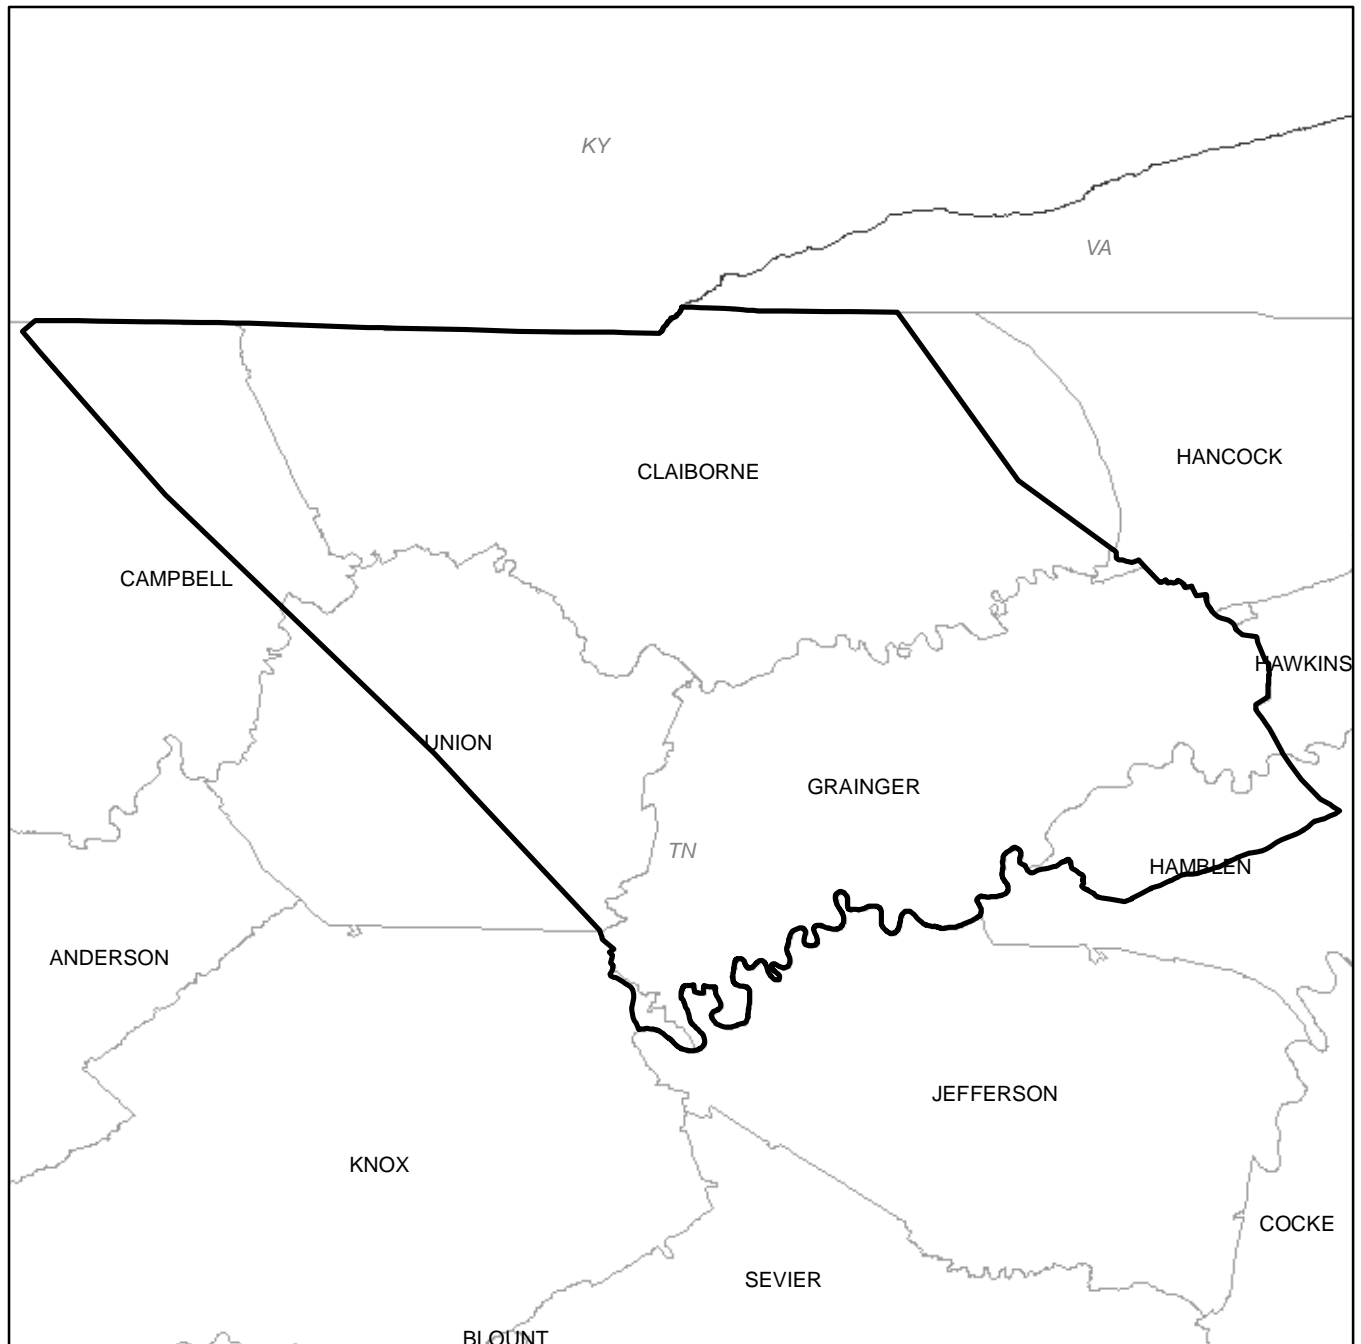 KY
VA
HANCOCK
CLAIBORNE
CAMPBELL
HAWKINS
UNION
GRAINGER
TN
HAMBLEN
ANDERSON
JEFFERSON
KNOX
COCKE
SEVIER
BLOUNT